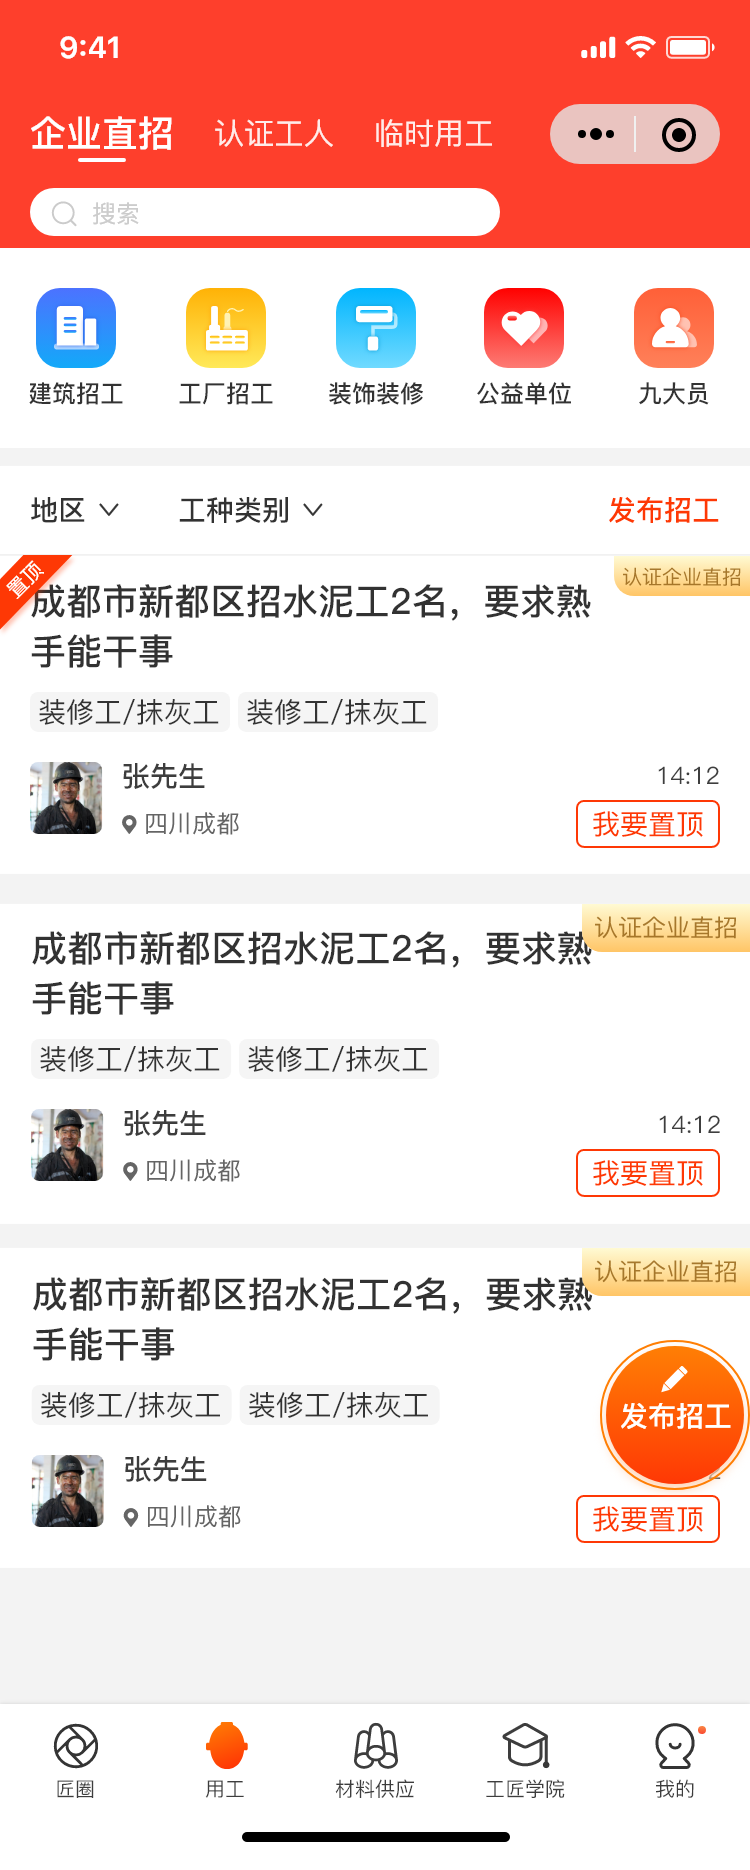 9:41
企业直招 认证工人 临时用工
搜索
建筑招工 工厂招工 装饰装修 公益单位 九大员
地区 工种类别 发布招工
置顶
认证企业直招
成都市新都区招水泥工2名，要求熟
手能干事
装修工/抹灰工 装修工/抹灰工
张先生 14:12
四川成都 我要置顶
认证企业直招
成都市新都区招水泥工2名，要求熟
手能干事
装修工/抹灰工 装修工/抹灰工
张先生 14:12
四川成都 我要置顶
认证企业直招
成都市新都区招水泥工2名，要求熟
手能干事
装修工/抹灰工 装修工/抹灰工
发布招工
张先生
四川成都 我要置顶
匠圈 用工 材料供应 工匠学院 我的